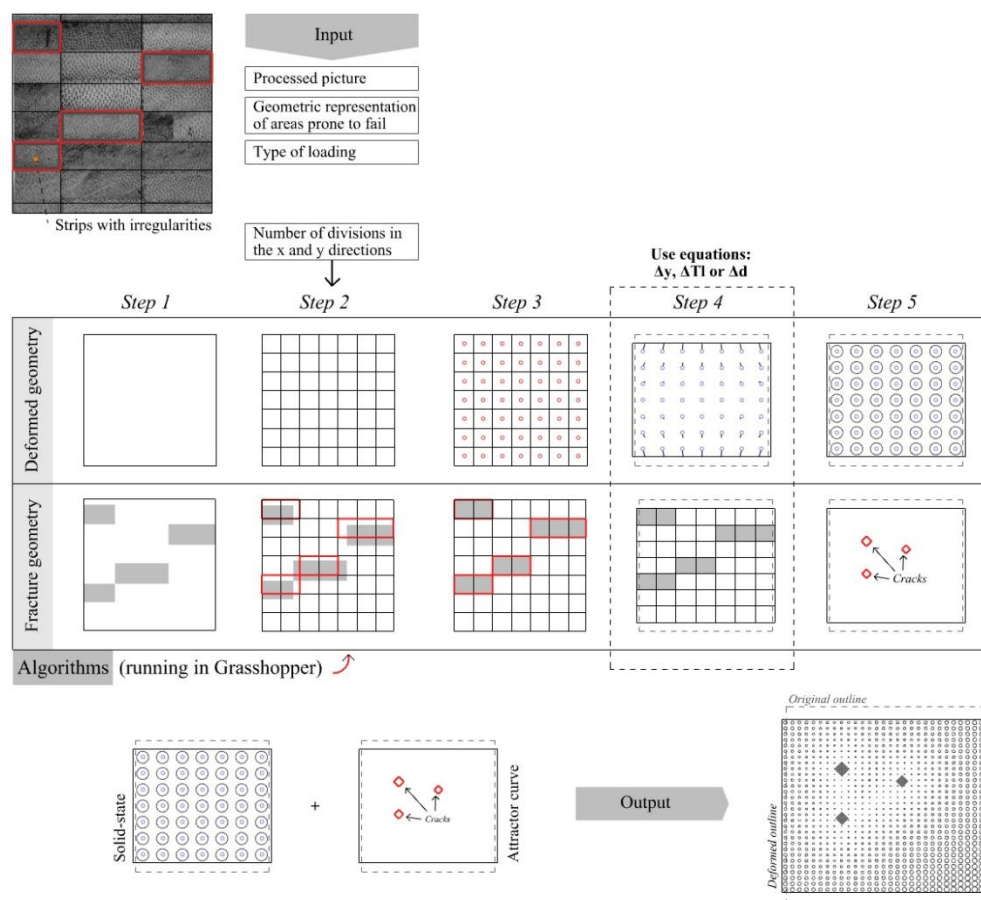 Input
Processed picture
Geometric representation
of areas prone to fail
Type of loading
Strips with irregularities
Number of divisions in
the x and y directions
Use equations:
Δy, ΔTl or Δd
Step 1
Step 2
Step 3
Step 4
Step 5
Deformed geometry
Fracture geometry
Cracks
Algorithms (running in Grasshopper)
Solid-state
+
Cracks
Attractor curve
Output
Original outline
Deformed outline